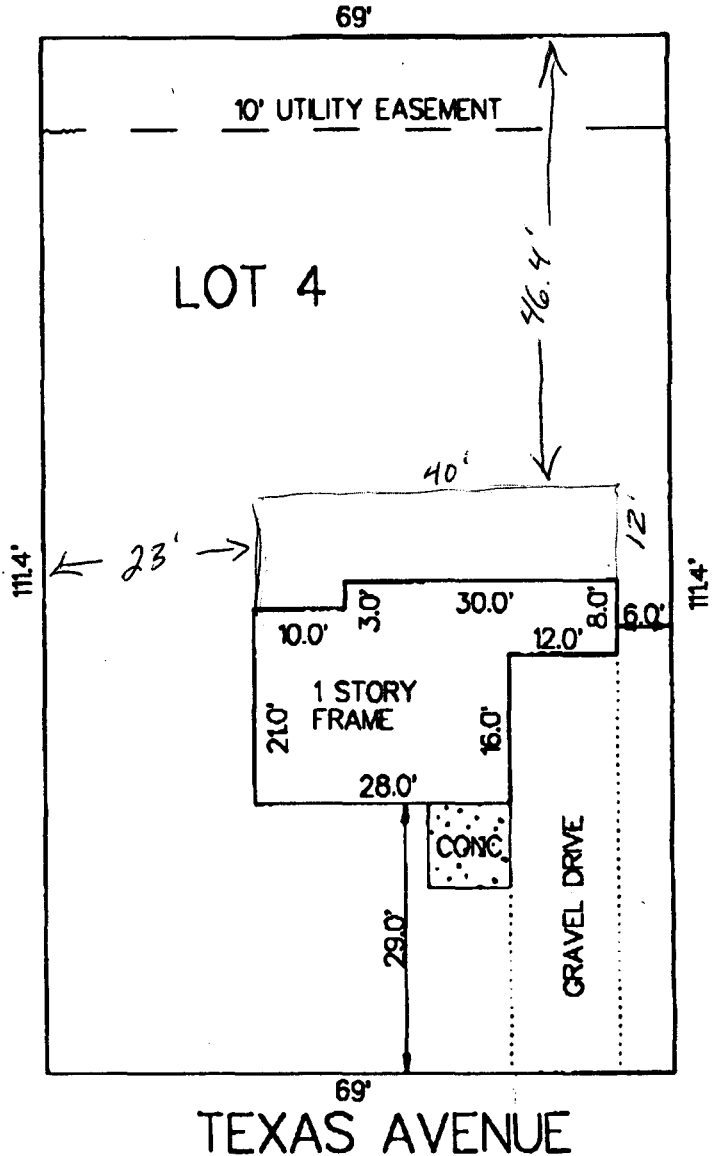 69'
10' UTILITY EASEMENT
LOT 4
46.4'
40'
12'
23'
111.4'
111.4'
10.0'
3.0'
30.0'
8.0'
6.0'
12.0'
1 STORY
FRAME
21.0'
16.0'
28.0'
CONC
29.0'
GRAVEL DRIVE
69'
TEXAS AVENUE